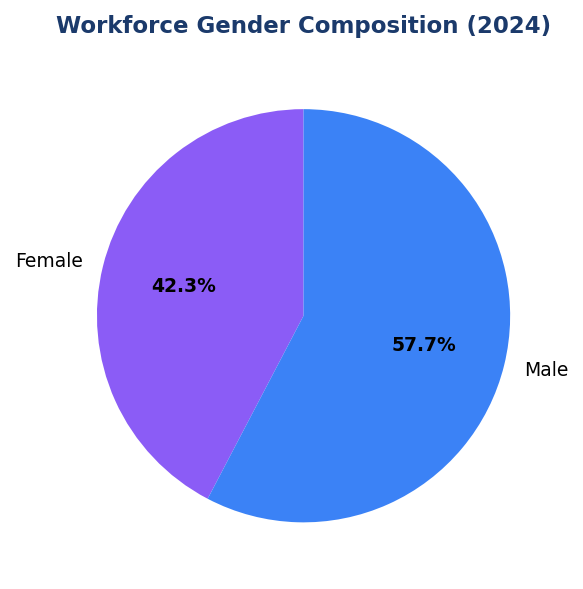 Workforce Gender Composition (2024)
Female
42.3%
57.7%
Male